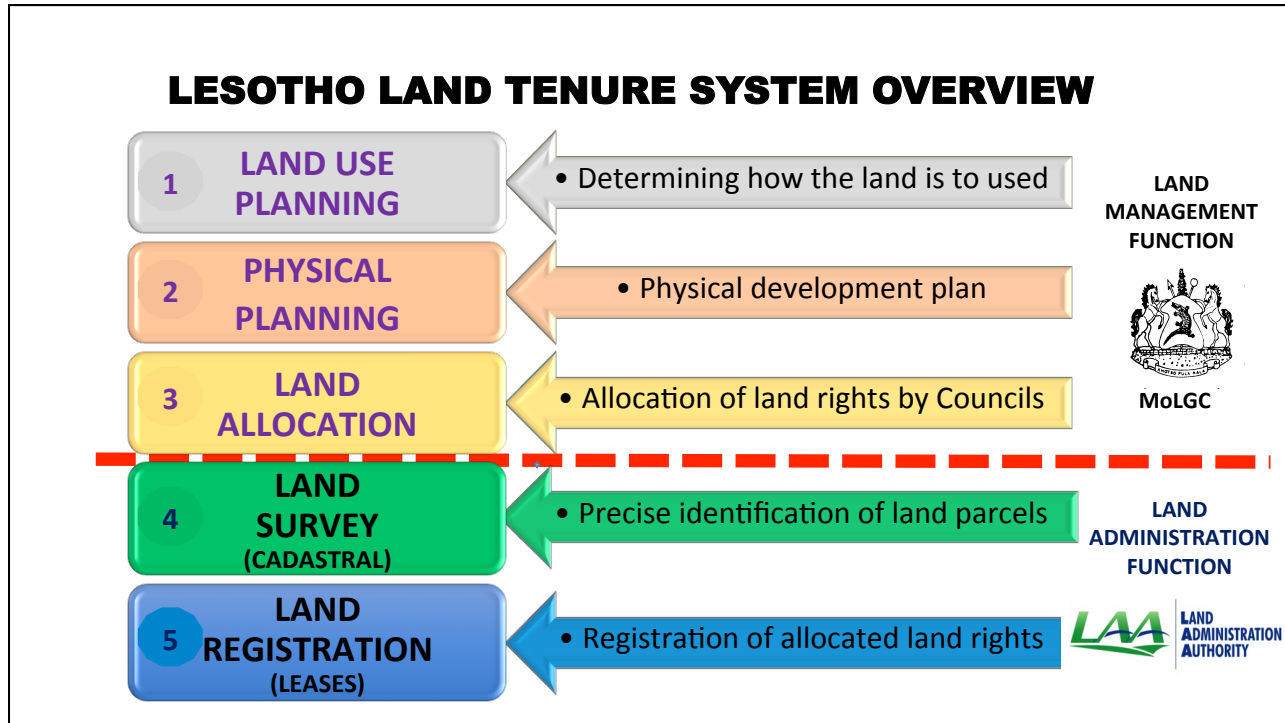 LESOTHO LAND TENURE SYSTEM OVERVIEW
1
LAND USE
PLANNING
• Determining how the land is to used
2
PHYSICAL
PLANNING
• Physical development plan
3
LAND
ALLOCATION
• Allocation of land rights by Councils
LAND
MANAGEMENT
FUNCTION
KHOTSO PULA NALA
MoLGC
4
LAND
SURVEY
(CADASTRAL)
• Precise identification of land parcels
5
LAND
REGISTRATION
(LEASES)
• Registration of allocated land rights
LAND
ADMINISTRATION
FUNCTION
LAA
LAND
ADMINISTRATION
AUTHORITY